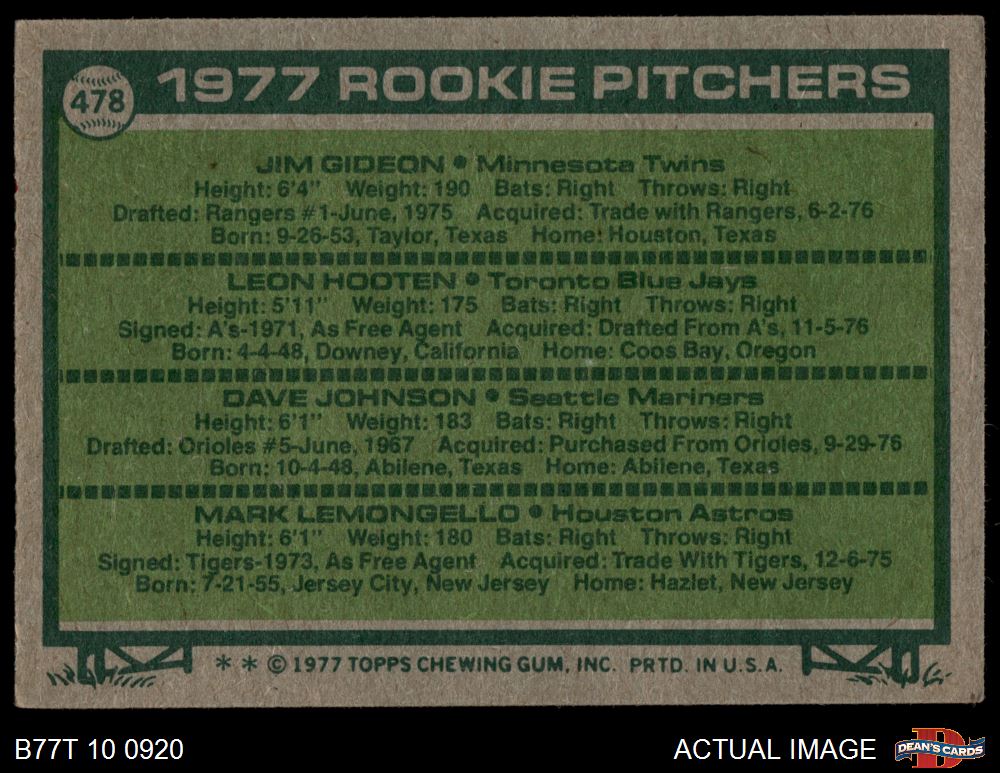 478
1977 ROOKIE PITCHERS
JIM GIDEON • Minnesota Twins
Height: 6'4" Weight: 190 Bats: Right Throws: Right
Drafted: Rangers #1-June, 1975 Acquired: Trade with Rangers, 6-2-76
Born: 9-26-53, Taylor, Texas Home: Houston, Texas
LEON HOOTEN • Toronto Blue Jays
Height: 5'11" Weight: 175 Bats: Right Throws: Right
Signed: A's-1971, As Free Agent Acquired: Drafted From A's, 11-5-76
Born: 4-4-48, Downey, California Home: Coos Bay, Oregon
DAVE JOHNSON • Seattle Mariners
Height: 6'1" Weight: 183 Bats: Right Throws: Right
Drafted: Orioles #5-June, 1967 Acquired: Purchased From Orioles, 9-29-76
Born: 10-4-48, Abilene, Texas Home: Abilene, Texas
MARK LEMONGELLO • Houston Astros
Height: 6'1" Weight: 180 Bats: Right Throws: Right
Signed: Tigers-1973, As Free Agent Acquired: Trade With Tigers, 12-6-75
Born: 7-21-55, Jersey City, New Jersey Home: Hazlet, New Jersey
* * © 1977 TOPPS CHEWING GUM, INC. PRTD. IN U.S.A.
B77T 10 0920
ACTUAL IMAGE
D
DEAN'S CARDS